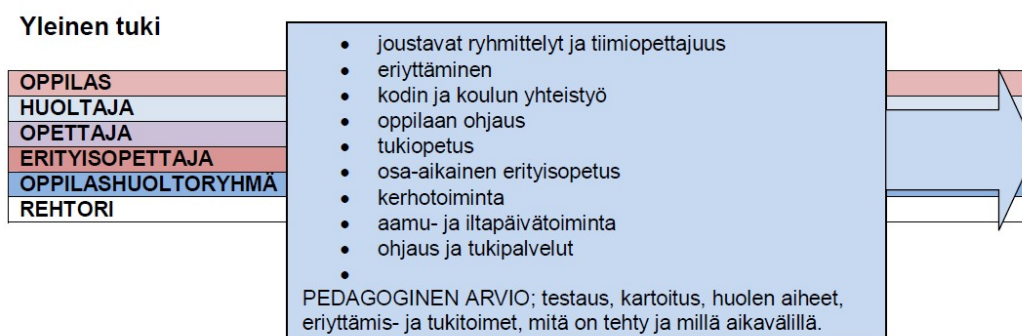 Yleinen tuki
OPPILAS
HUOLTAJA
OPETTAJA
ERITYISOPETTAJA
OPPILASHUOLTORYHMÄ
REHTORI
• joustavat ryhmittelyt ja tiimiopettajuus
• eriyttäminen
• kodin ja koulun yhteistyö
• oppilaan ohjaus
• tukiopetus
• osa-aikainen erityisopetus
• kerhotoiminta
• aamu- ja iltapäivätoiminta
• ohjaus ja tukipalvelut
•
PEDAGOGINEN ARVIO; testaus, kartoitus, huolen aiheet,
eriyttämis- ja tukitoimet, mitä on tehty ja millä aikavälillä.